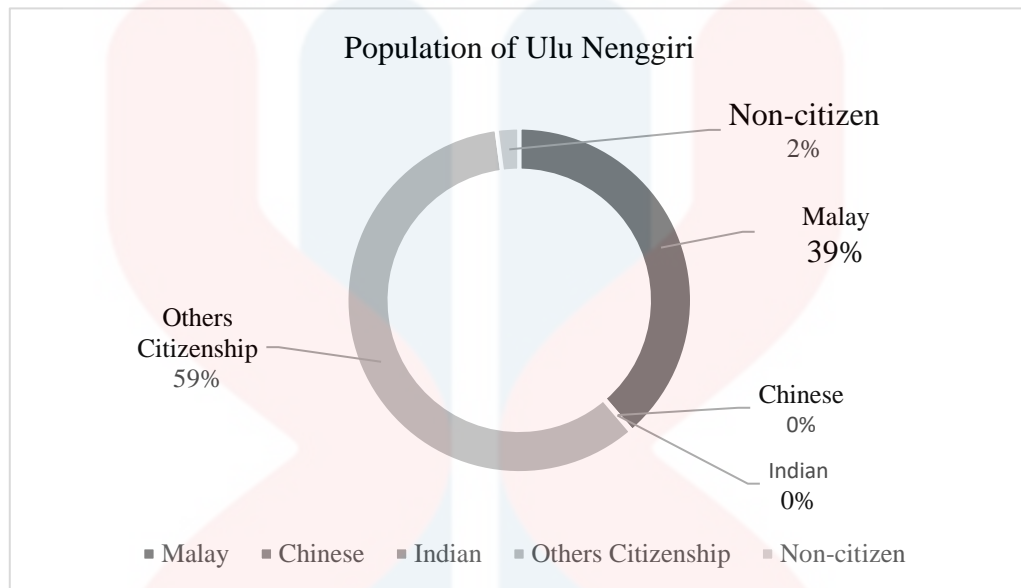 Population of Ulu Nenggiri
Non-citizen
2%
Malay
39%
Others
Citizenship
59%
Chinese
0%
Indian
0%
Malay Chinese Indian Others Citizenship Non-citizen